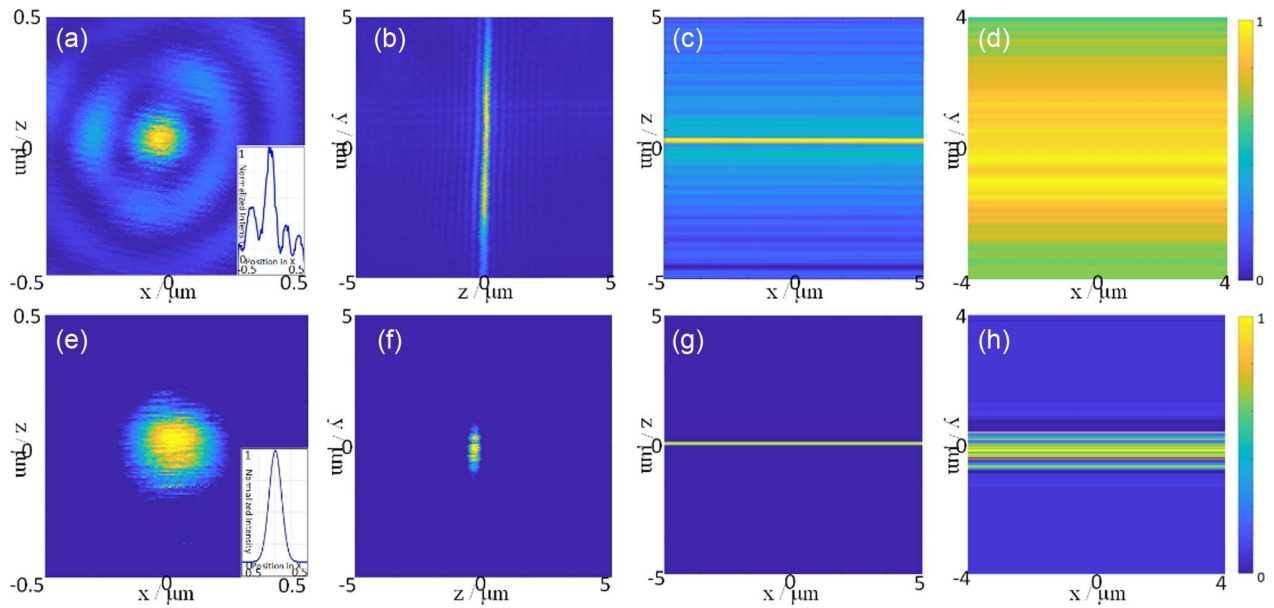 0.5
(a)
z / μm
0
-0.5
0
0.5
x / μm
1
Normalized Intensity
0
Position in X
-0.5
0.5
5
(b)
y / μm
0
-5
0
5
z / μm
5
(c)
z / μm
0
-5
0
5
x / μm
4
(d)
y / μm
0
-4
0
4
x / μm
1
0
0.5
(e)
z / μm
0
-0.5
0
0.5
x / μm
1
Normalized Intensity
Position in X
0.5
0.5
5
(f)
y / μm
0
-5
0
5
z / μm
5
(g)
z / μm
0
-5
0
5
x / μm
4
(h)
y / μm
0
-4
0
4
x / μm
1
0